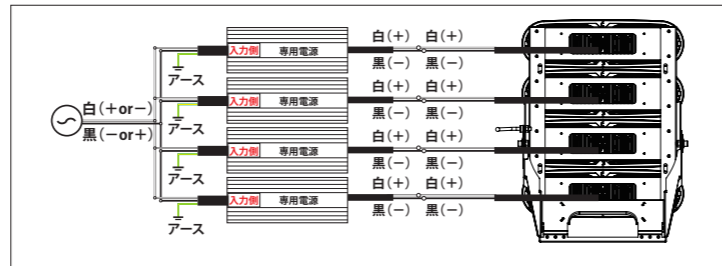 白(+) 白(+)
入力側 専用電源
黒(−) 黒(−)
アース
白(+) 白(+)
入力側 専用電源
黒(−) 黒(−)
アース
白(+or−)
黒(−or+)
白(+) 白(+)
入力側 専用電源
黒(−) 黒(−)
アース
白(+) 白(+)
入力側 専用電源
黒(−) 黒(−)
アース